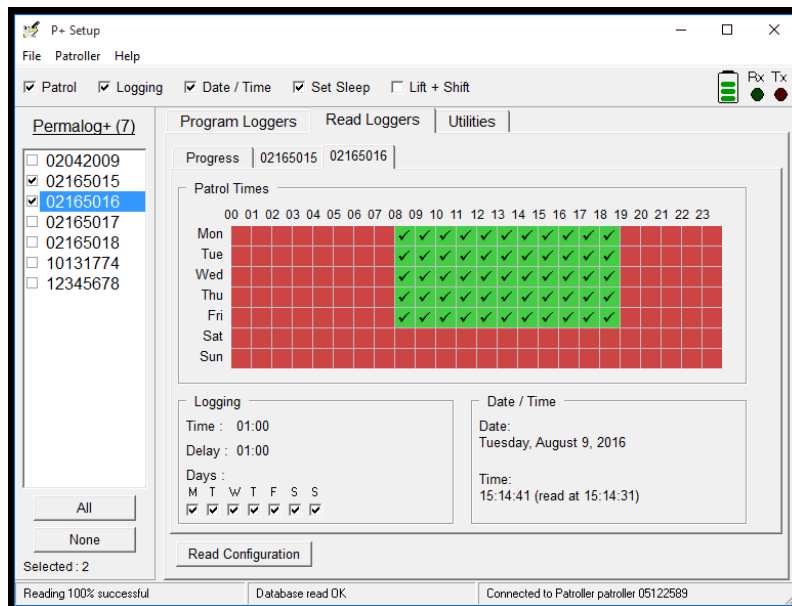 P+ Setup
File Patroller Help
Patrol Logging Date / Time Set Sleep Lift + Shift
Rx Tx
Permalog+ (7)
02042009
02165015
02165016
02165017
02165018
10131774
12345678
All
None
Selected : 2
Program Loggers Read Loggers Utilities
Progress 02165015 02165016
Patrol Times
00 01 02 03 04 05 06 07 08 09 10 11 12 13 14 15 16 17 18 19 20 21 22 23
Mon
Tue
Wed
Thu
Fri
Sat
Sun
Logging
Time : 01:00
Delay : 01:00
Days :
M T W T F S S
Date / Time
Date:
Tuesday, August 9, 2016
Time:
15:14:41 (read at 15:14:31)
Read Configuration
Reading 100% successful Database read OK Connected to Patroller patroller 05122589